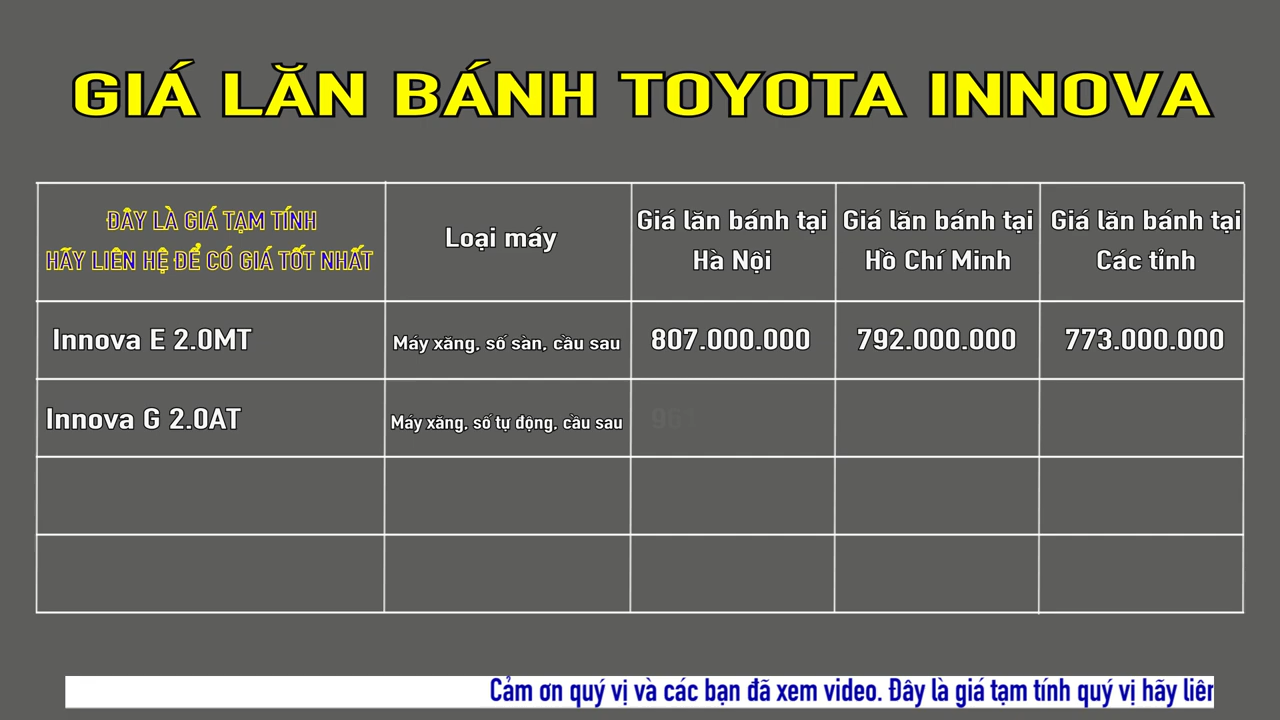 GIÁ LĂN BÁNH TOYOTA INNOVA
ĐÂY LÀ GIÁ TẠM TÍNH
HÃY LIÊN HỆ ĐỂ CÓ GIÁ TỐT NHẤT
Loại máy
Giá lăn bánh tại
Hà Nội
Giá lăn bánh tại
Hồ Chí Minh
Giá lăn bánh tại
Các tỉnh
Innova E 2.0MT
Máy xăng, số sàn, cầu sau
807.000.000
792.000.000
773.000.000
Innova G 2.0AT
Máy xăng, số tự động, cầu sau
Cảm ơn quý vị và các bạn đã xem video. Đây là giá tạm tính quý vị hãy liên